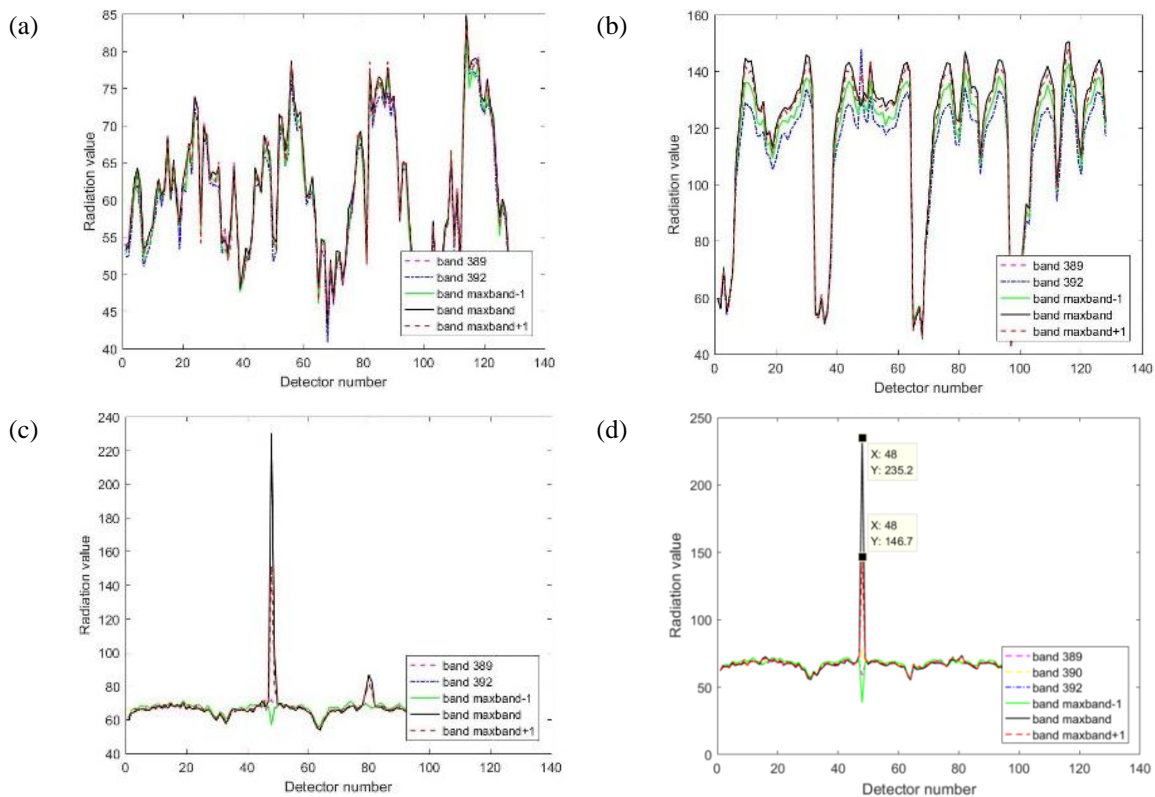 (a)
85
80
75
70
65
60
55
50
45
40
0
20
40
60
80
100
120
140
Radiation value
Detector number
band 389
band 392
band maxband-1
band maxband
band maxband+1
(b)
160
140
120
100
80
60
40
0
20
40
60
80
100
120
140
Radiation value
Detector number
band 389
band 392
band maxband-1
band maxband
band maxband+1
(c)
240
220
200
180
160
140
120
100
80
60
40
0
20
40
60
80
100
120
140
Radiation value
Detector number
band 389
band 392
band maxband-1
band maxband
band maxband+1
(d)
250
200
150
100
50
0
0
20
40
60
80
100
120
140
Radiation value
Detector number
X: 48
Y: 235.2
X: 48
Y: 146.7
band 389
band 390
band 392
band maxband-1
band maxband
band maxband+1